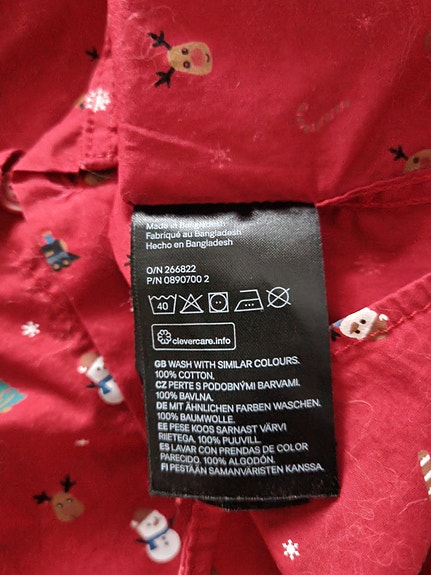 Made in Bangladesh
Fabriqué au Bangladesh
Hecho en Bangladesh
O/N 266822
P/N 0890700 2
40
clevercare.info
GB WASH WITH SIMILAR COLOURS.
100% COTTON.
CZ PERTE S PODOBNÝMI BARVAMI.
100% BAVLNA.
DE MIT ÄHNLICHEN FARBEN WASCHEN.
100% BAUMWOLLE.
EE PESE KOOS SARNAST VÄRVI
RIIETEGA. 100% PUUVILL.
ES LAVAR CON PRENDAS DE COLOR
PARECIDO. 100% ALGODÓN.
FI PESTÄÄN SAMANVÄRISTEN KANSSA.